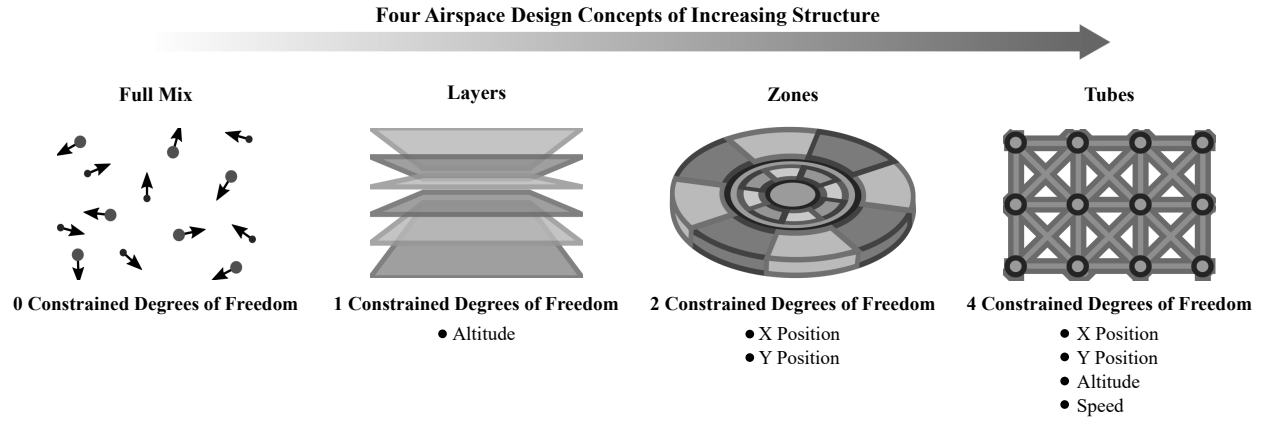 Four Airspace Design Concepts of Increasing Structure
Full Mix
Layers
Zones
Tubes
0 Constrained Degrees of Freedom
1 Constrained Degrees of Freedom
2 Constrained Degrees of Freedom
4 Constrained Degrees of Freedom
● Altitude
● X Position
● Y Position
● X Position
● Y Position
● Altitude
● Speed